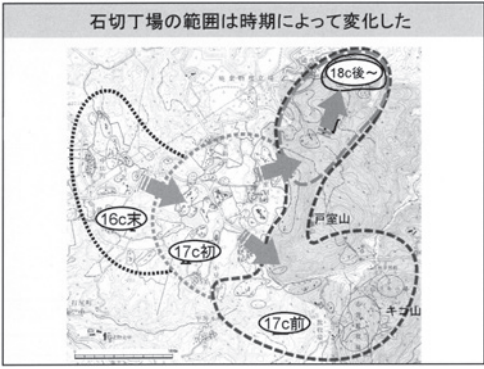 石切丁場の範囲は時期によって変化した
18c後～
16c末
17c初
戸室山
17c前
キゴ山